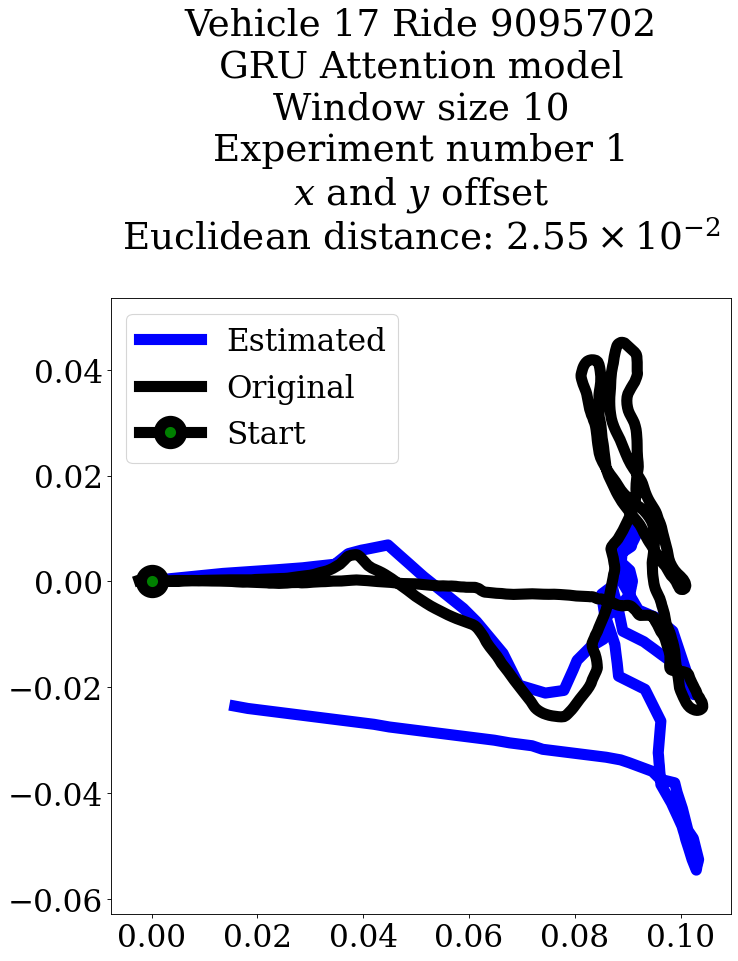 Vehicle 17 Ride 9095702
GRU Attention model
Window size 10
Experiment number 1
x and y offset
Euclidean distance: 2.55 × 10⁻²
Estimated
Original
Start
0.04
0.02
0.00
−0.02
−0.04
−0.06
0.00 0.02 0.04 0.06 0.08 0.10